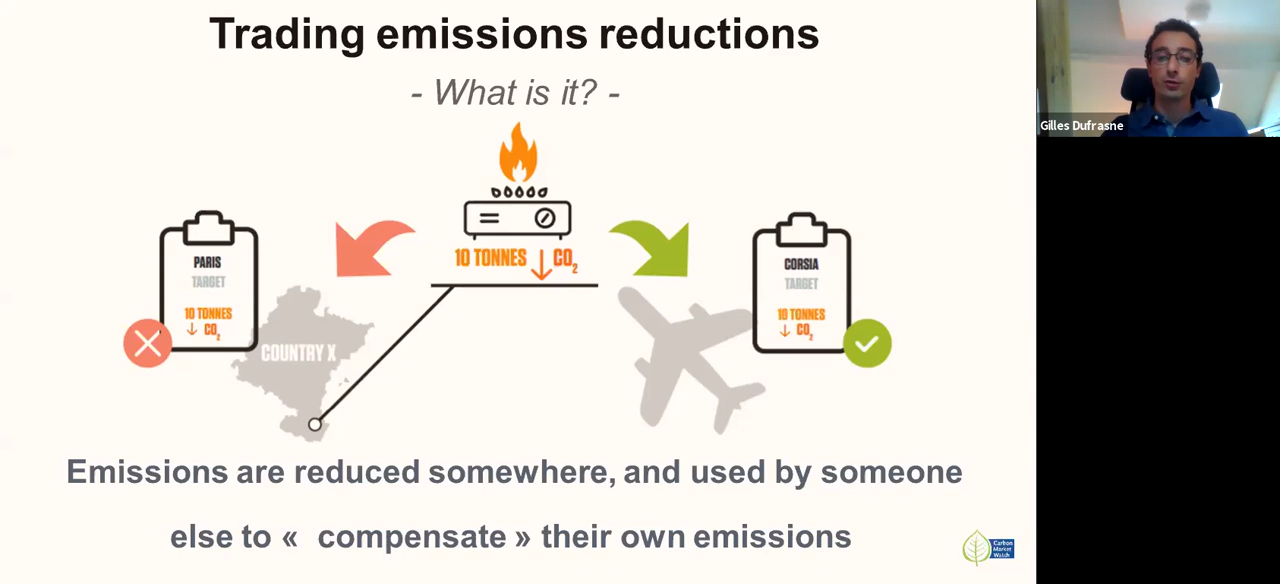 Trading emissions reductions
- What is it? -
Gilles Dufrasne
PARIS
TARGET
10 TONNES
↓ CO₂
COUNTRY X
10 TONNES ↓ CO₂
CORSIA
TARGET
10 TONNES
↓ CO₂
Emissions are reduced somewhere, and used by someone
else to « compensate » their own emissions
Carbon
Market
Watch